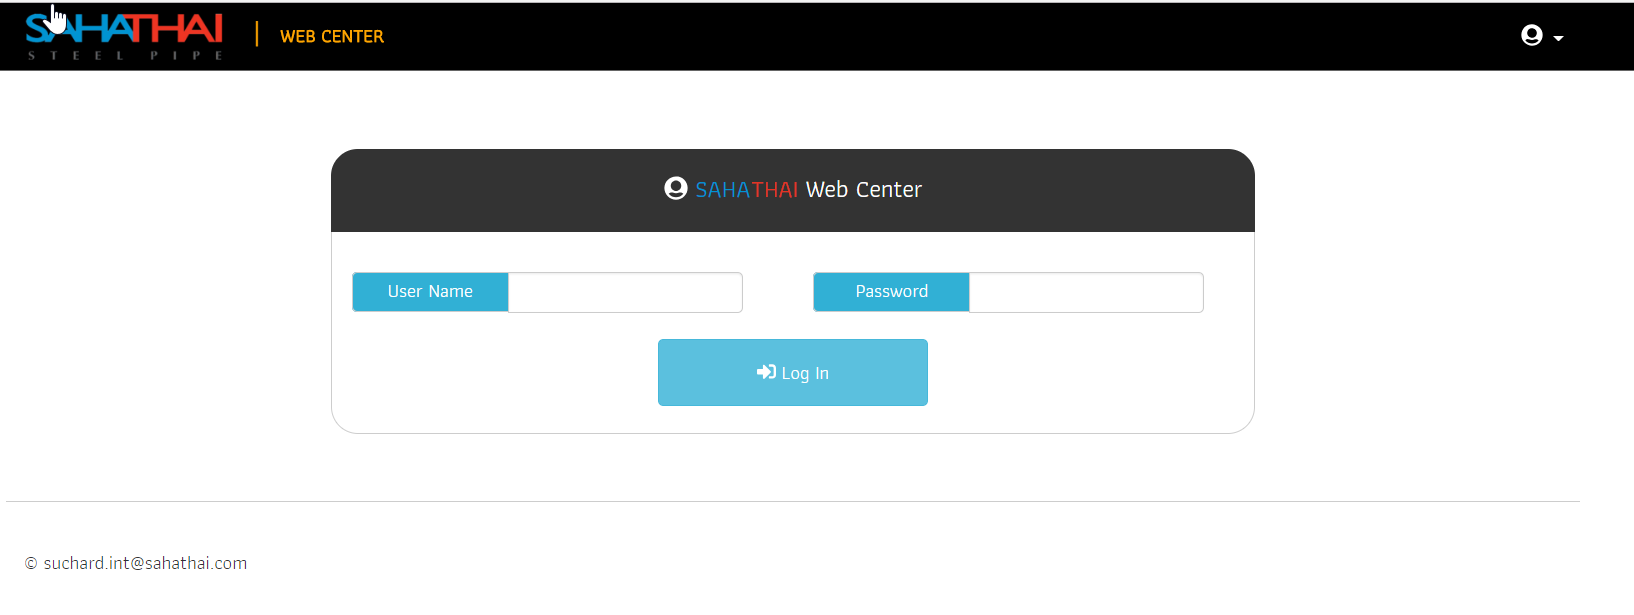 SAHATHAI
STEEL PIPE
WEB CENTER
SAHATHAI Web Center
User Name
Password
Log In
© suchard.int@sahathai.com